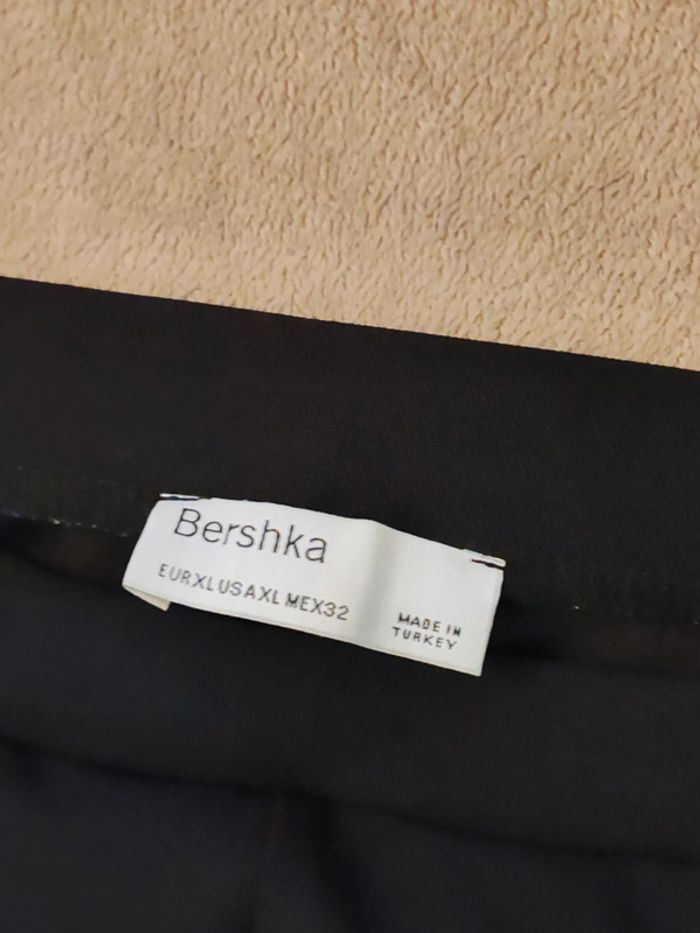 Bershka
EUR XL USA XL MEX 32
MADE IN
TURKEY